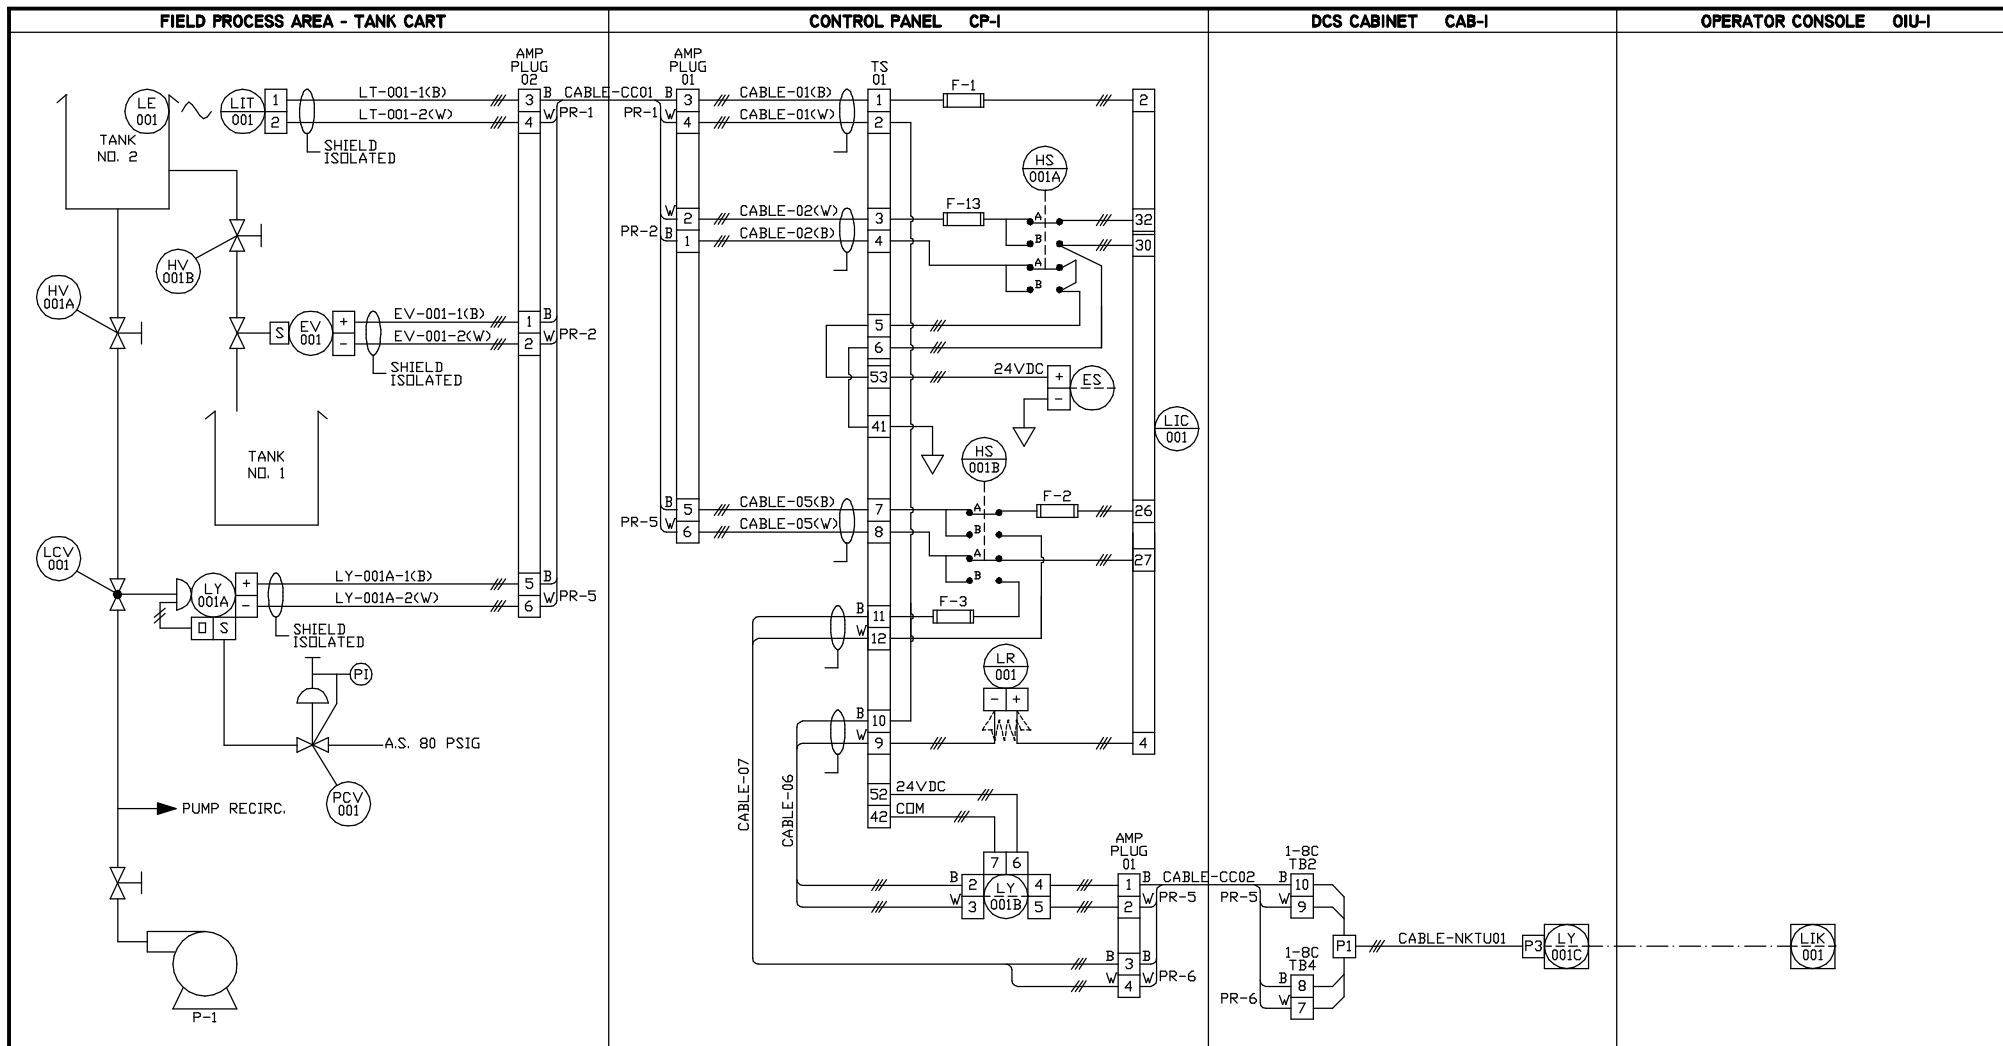 FIELD PROCESS AREA - TANK CART
CONTROL PANEL CP-1
DCS CABINET CAB-1
OPERATOR CONSOLE OIU-1
AMP
PLUG
02
AMP
PLUG
01
TS
01
LE
001
LIT
001
1
2
LT-001-1(B)
LT-001-2(W)
3
4
B
W
CABLE-CC01
PR-1
PR-1
B
W
3
4
CABLE-01(B)
CABLE-01(W)
1
2
F-1
2
TANK
NO. 2
SHIELD
ISOLATED
HS
001A
W
PR-2
B
2
1
CABLE-02(W)
CABLE-02(B)
3
4
F-13
A
B
A
B
32
30
HV
001B
HV
001A
S
EV
001
+
-
EV-001-1(B)
EV-001-2(W)
1
2
B
W
PR-2
SHIELD
ISOLATED
5
6
53
41
24VDC
+
-
ES
LIC
001
TANK
NO. 1
HS
001B
B
PR-5
W
5
6
CABLE-05(B)
CABLE-05(W)
7
8
A
B
A
B
F-2
26
27
LCV
001
LY
001A
+
-
O
S
LY-001A-1(B)
LY-001A-2(W)
5
6
B
W
PR-5
SHIELD
ISOLATED
B
W
11
12
F-3
LR
001
-
+
PI
A.S. 80 PSIG
PCV
001
B
W
10
9
4
CABLE-07
CABLE-06
52
42
24VDC
COM
PUMP RECIRC.
7
6
B
W
2
3
LY
001B
4
5
AMP
PLUG
01
1
2
B
W
CABLE-CC02
PR-5
PR-5
1-8C
TB2
B
W
10
9
B
W
3
4
B
W
PR-6
PR-6
1-8C
TB4
B
W
8
7
P1
CABLE-NKTU01
P3
LY
001C
LIK
001
P-1